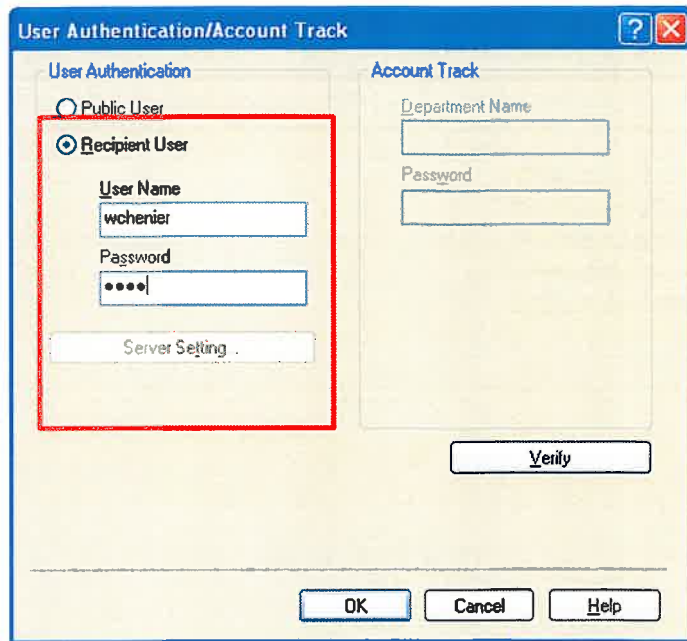 User Authentication/Account Track
User Authentication
Public User
Recipient User
User Name
wchenier
Password
••••
Server Setting ..
Account Track
Department Name
Password
Verify
OK
Cancel
Help